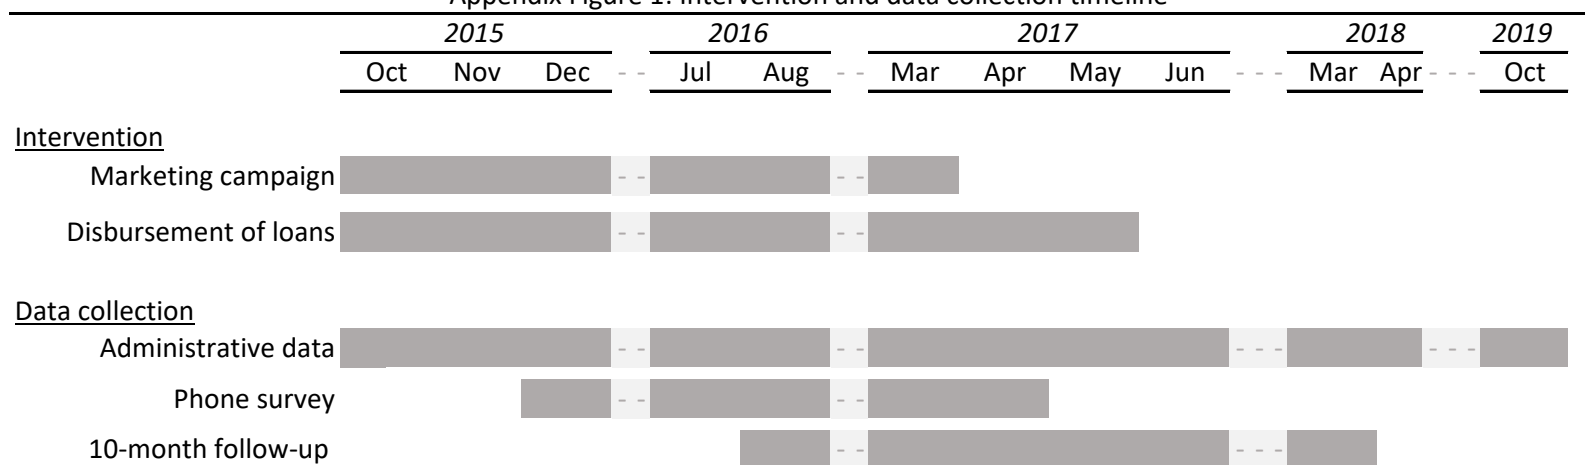 Appendix Figure 1: Intervention and data collection timeline
2015 2016 2017 2018 2019
Oct Nov Dec - - Jul Aug - - Mar Apr May Jun - - - Mar Apr - - - Oct
Intervention
Marketing campaign - - - -
Disbursement of loans - - - -
Data collection
Administrative data - - - - - - - - - -
Phone survey - - - -
10-month follow-up - - - - -